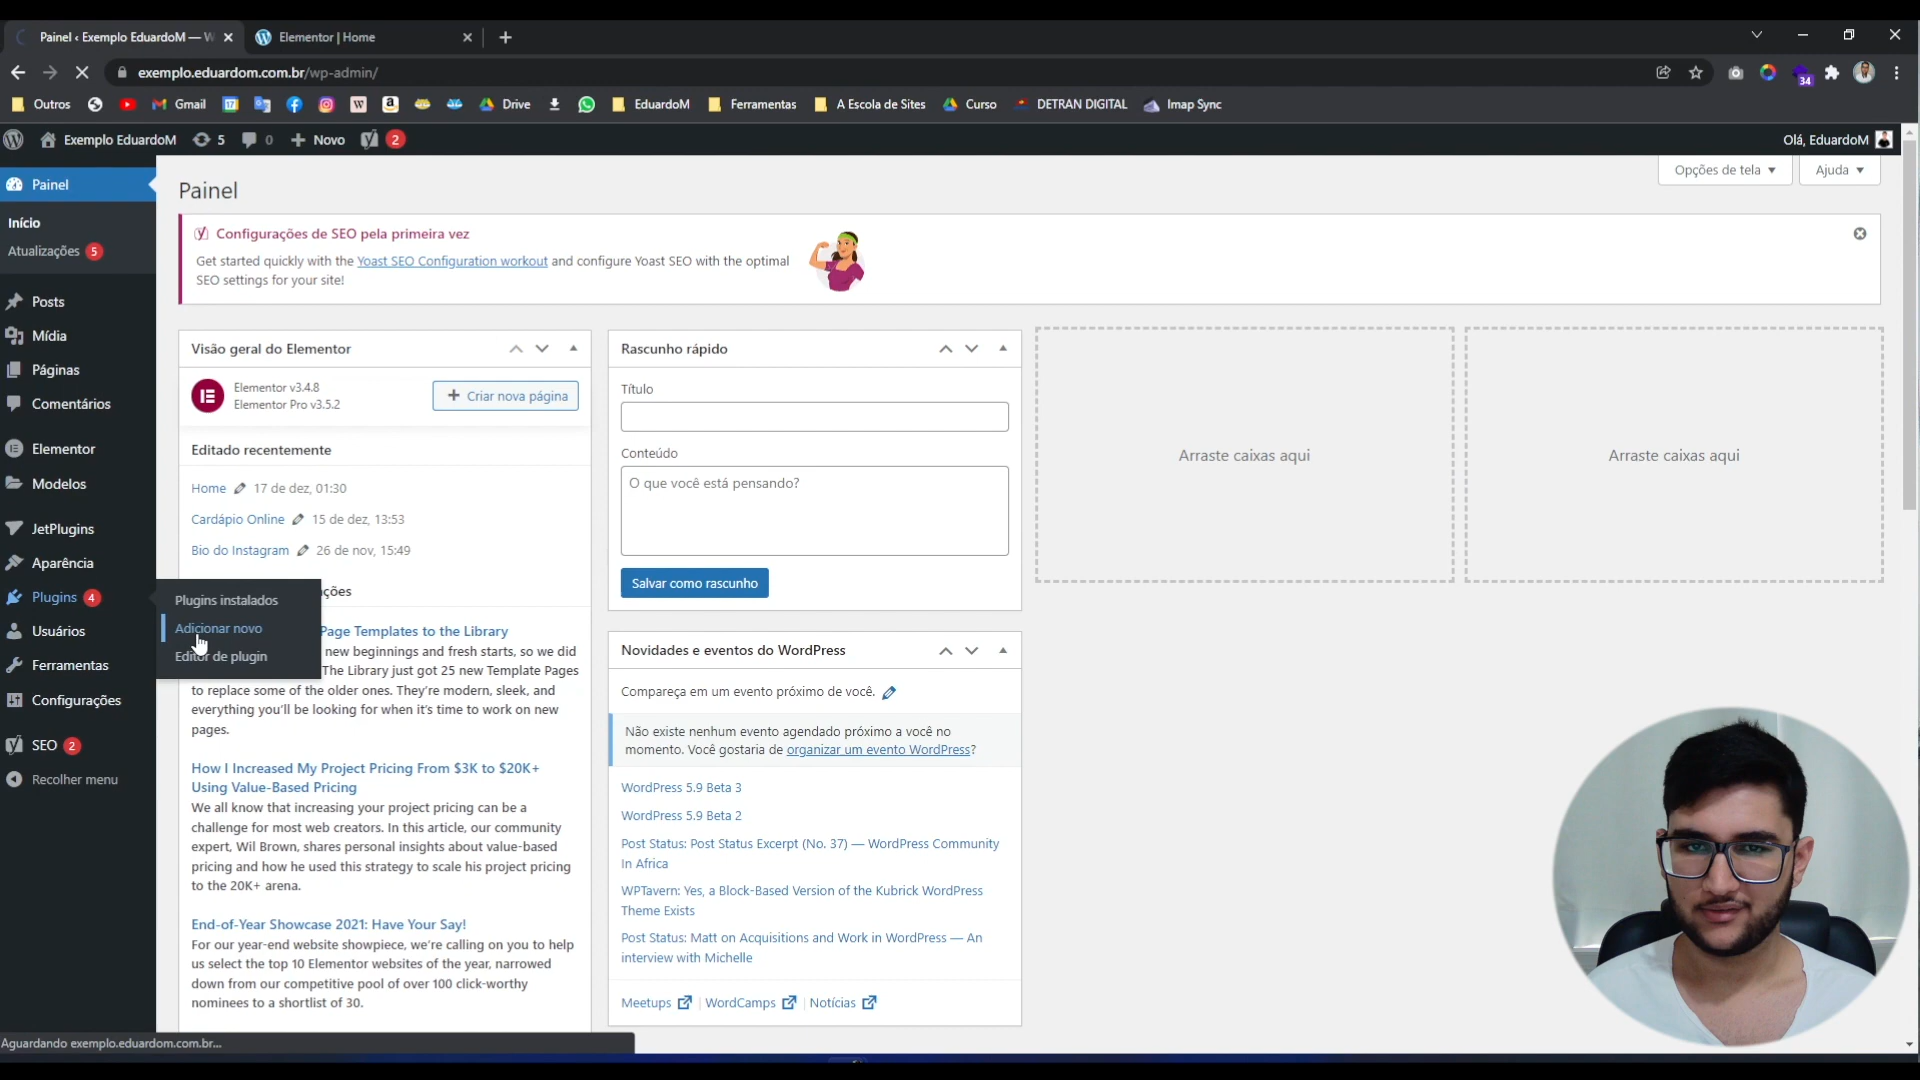 Painel ‹ Exemplo EduardoM — W
Elementor | Home
exemplo.eduardom.com.br/wp-admin/
34
Outros
Gmail
17
Drive
EduardoM
Ferramentas
A Escola de Sites
Curso
DETRAN DIGITAL
Imap Sync
Exemplo EduardoM
5
0
Novo
2
Olá, EduardoM
Painel
Início
Atualizações 5
Posts
Mídia
Páginas
Comentários
Elementor
Modelos
JetPlugins
Aparência
Plugins 4
Usuários
Ferramentas
Configurações
SEO 2
Recolher menu
Plugins instalados
Adicionar novo
Editor de plugin
Painel
Opções de tela
Ajuda
Configurações de SEO pela primeira vez
Get started quickly with the Yoast SEO Configuration workout and configure Yoast SEO with the optimal
SEO settings for your site!
Visão geral do Elementor
Elementor v3.4.8
Elementor Pro v3.5.2
Criar nova página
Editado recentemente
Home 17 de dez, 01:30
Cardápio Online 15 de dez, 13:53
Bio do Instagram 26 de nov, 15:49
ções
Page Templates to the Library
new beginnings and fresh starts, so we did
The Library just got 25 new Template Pages
to replace some of the older ones. They're modern, sleek, and
everything you'll be looking for when it's time to work on new
pages.
How I Increased My Project Pricing From $3K to $20K+
Using Value-Based Pricing
We all know that increasing your project pricing can be a
challenge for most web creators. In this article, our community
expert, Wil Brown, shares personal insights about value-based
pricing and how he used this strategy to scale his project pricing
to the 20K+ arena.
End-of-Year Showcase 2021: Have Your Say!
For our year-end website showpiece, we're calling on you to help
us select the top 10 Elementor websites of the year, narrowed
down from our competitive pool of over 100 click-worthy
nominees to a shortlist of 30.
Rascunho rápido
Título
Conteúdo
O que você está pensando?
Salvar como rascunho
Novidades e eventos do WordPress
Compareça em um evento próximo de você.
Não existe nenhum evento agendado próximo a você no
momento. Você gostaria de organizar um evento WordPress?
WordPress 5.9 Beta 3
WordPress 5.9 Beta 2
Post Status: Post Status Excerpt (No. 37) — WordPress Community
In Africa
WPTavern: Yes, a Block-Based Version of the Kubrick WordPress
Theme Exists
Post Status: Matt on Acquisitions and Work in WordPress — An
interview with Michelle
Meetups | WordCamps | Notícias
Arraste caixas aqui
Arraste caixas aqui
Aguardando exemplo.eduardom.com.br...